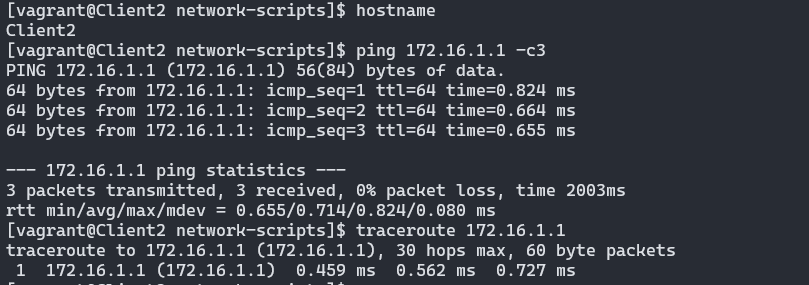 [vagrant@Client2 network-scripts]$ hostname
Client2
[vagrant@Client2 network-scripts]$ ping 172.16.1.1 -c3
PING 172.16.1.1 (172.16.1.1) 56(84) bytes of data.
64 bytes from 172.16.1.1: icmp_seq=1 ttl=64 time=0.824 ms
64 bytes from 172.16.1.1: icmp_seq=2 ttl=64 time=0.664 ms
64 bytes from 172.16.1.1: icmp_seq=3 ttl=64 time=0.655 ms
--- 172.16.1.1 ping statistics ---
3 packets transmitted, 3 received, 0% packet loss, time 2003ms
rtt min/avg/max/mdev = 0.655/0.714/0.824/0.080 ms
[vagrant@Client2 network-scripts]$ traceroute 172.16.1.1
traceroute to 172.16.1.1 (172.16.1.1), 30 hops max, 60 byte packets
 1  172.16.1.1 (172.16.1.1)  0.459 ms  0.562 ms  0.727 ms